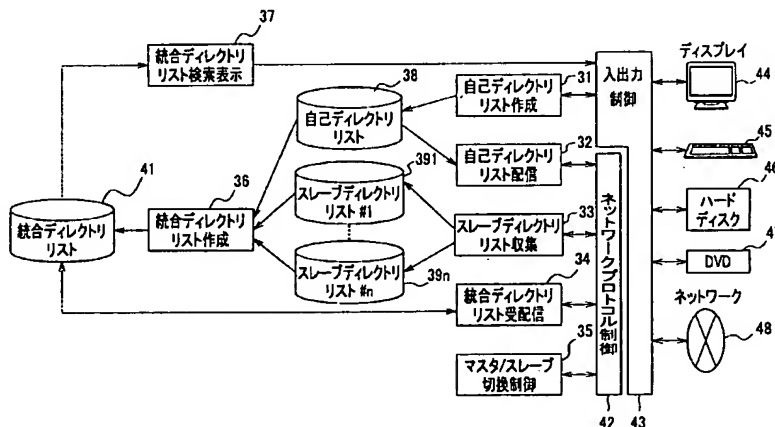 37
統合ディレクトリ
リスト検索表示
38
自己ディレクトリ
リスト
31
自己ディレクトリ
リスト作成
入出力
制御
ディスプレイ
44
32
自己ディレクトリ
リスト配信
45
391
スレーブディレクトリ
リスト #1
41
統合ディレクトリ
リスト
36
統合ディレクトリ
リスト作成
33
スレーブディレクトリ
リスト収集
46
ハード
ディスク
スレーブディレクトリ
リスト #n
39n
34
統合ディレクトリ
リスト受配信
DVD
ネットワーク
48
35
マスタ/スレーブ
切換制御
ネットワークプロトコル制御
42
43